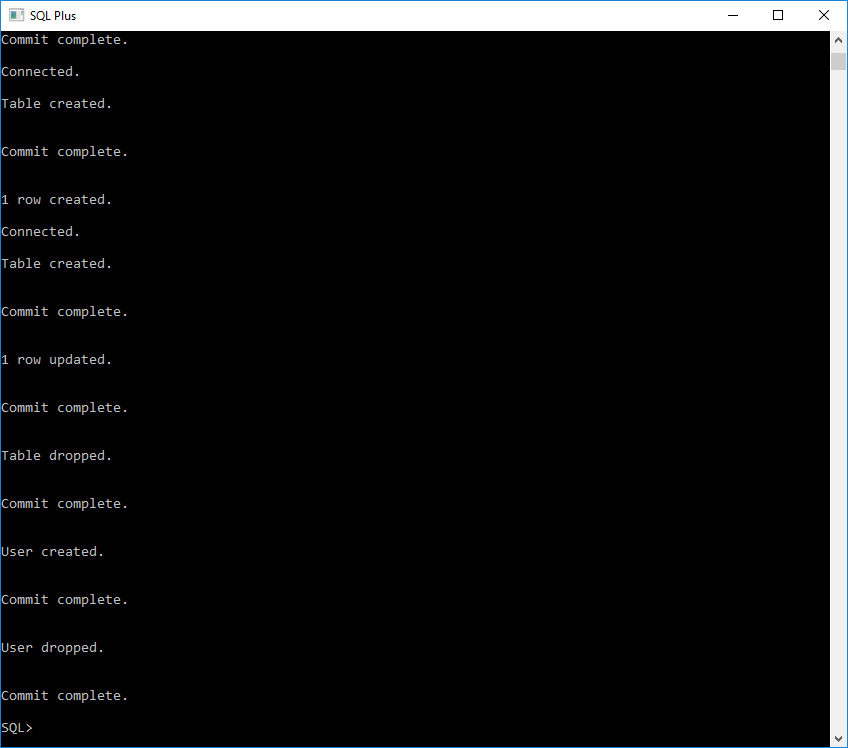 SQL Plus
Commit complete.
Connected.
Table created.
Commit complete.
1 row created.
Connected.
Table created.
Commit complete.
1 row updated.
Commit complete.
Table dropped.
Commit complete.
User created.
Commit complete.
User dropped.
Commit complete.
SQL>